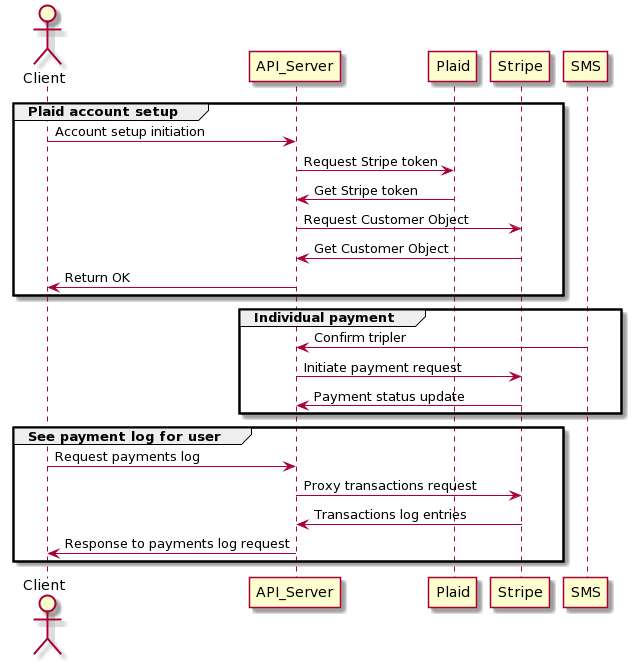 Client
API_Server
Plaid
Stripe
SMS
Plaid account setup
Account setup initiation
Request Stripe token
Get Stripe token
Request Customer Object
Get Customer Object
Return OK
Individual payment
Confirm tripler
Initiate payment request
Payment status update
See payment log for user
Request payments log
Proxy transactions request
Transactions log entries
Response to payments log request
Client
API_Server
Plaid
Stripe
SMS